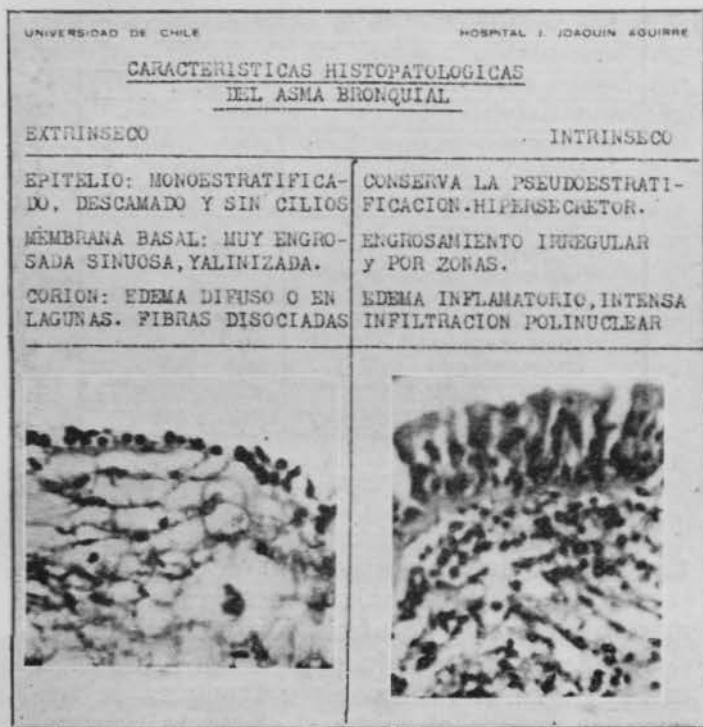 UNIVERSIDAD DE CHILE
HOSPITAL J. JOAQUIN AGUIRRE
CARACTERISTICAS HISTOPATOLOGICAS
DEL ASMA BRONQUIAL
EXTRINSECO
INTRINSECO
EPITELIO: MONOESTRATIFICA-
DO, DESCAMADO Y SIN CILIOS
MEMBRANA BASAL: MUY ENGRO-
SADA SINUOSA, YALINIZADA.
CORION: EDEMA DIFUSO O EN
LAGUNAS. FIBRAS DISOCIADAS
CONSERVA LA PSEUDOESTRATI-
FICACION.HIPERSECRETOR.
ENGROSAMIENTO IRREGULAR
y POR ZONAS.
EDEMA INFLAMATORIO, INTENSA
INFILTRACION POLINUCLEAR